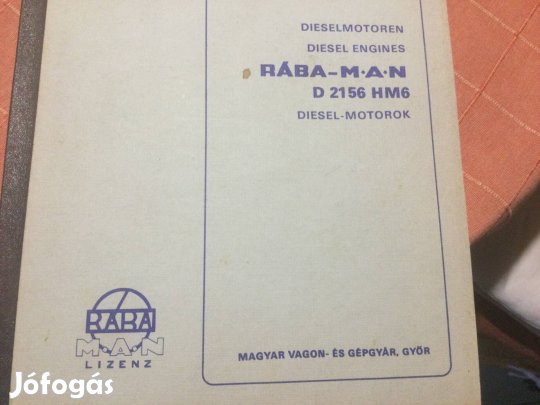 DIESELMOTOREN
DIESEL ENGINES
RÁBA-M·A·N
D 2156 HM6
DIESEL-MOTOROK
RÁBA
M·A·N
LIZENZ
MAGYAR VAGON- ÉS GÉPGYÁR, GYŐR
Jófogás